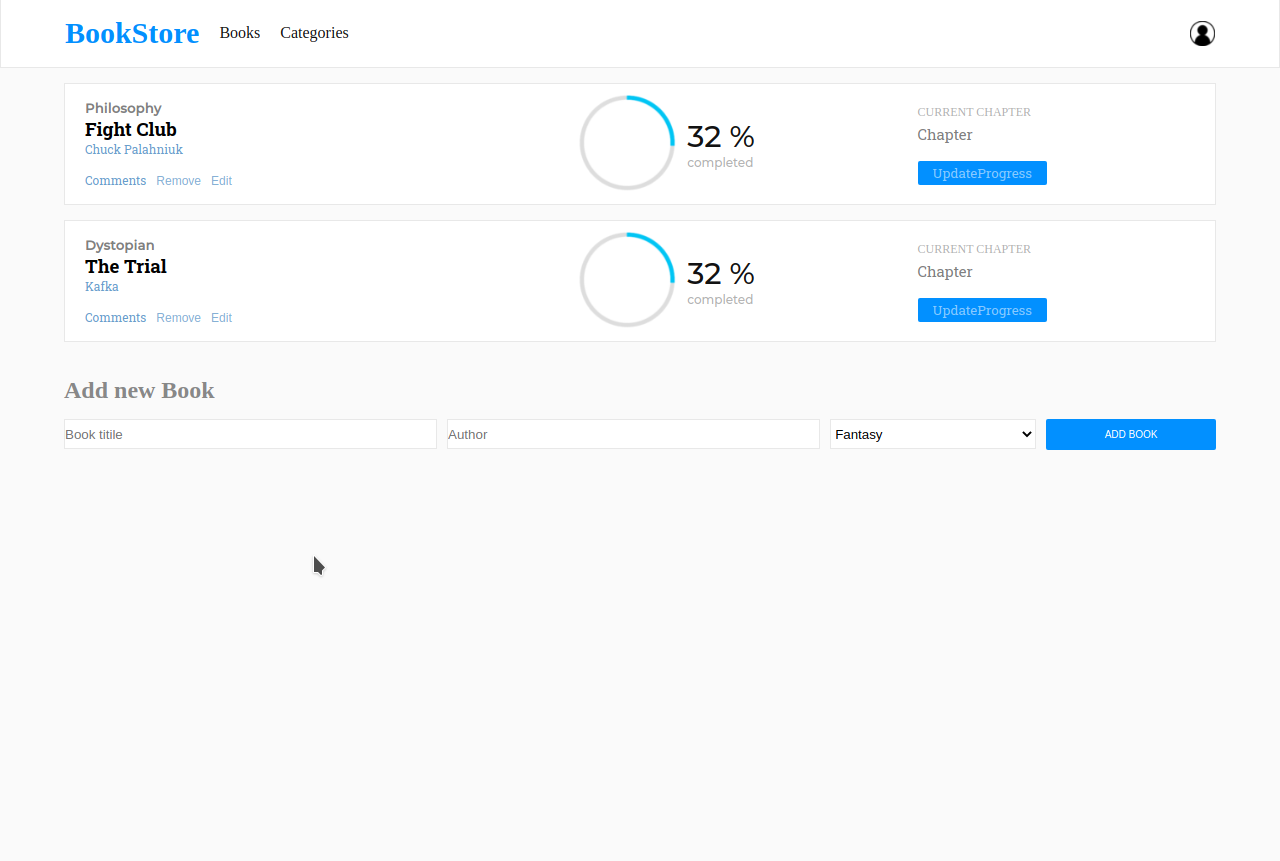 BookStore Books Categories
Philosophy
Fight Club
Chuck Palahniuk
Comments Remove Edit
32 %
completed
CURRENT CHAPTER
Chapter
UpdateProgress
Dystopian
The Trial
Kafka
Comments Remove Edit
32 %
completed
CURRENT CHAPTER
Chapter
UpdateProgress
Add new Book
Book titile Author Fantasy ADD BOOK